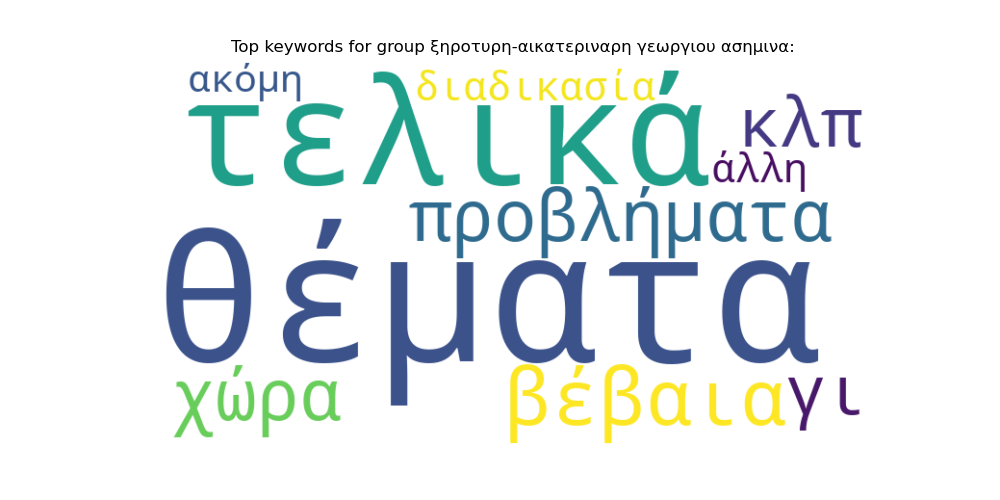 Top keywords for group ξηροτυρη-αικατεριναρη γεωργιου ασημινα:
ακόμη
διαδικασία
τελικά
κλπ
άλλη
προβλήματα
θέματα
χώρα
βέβαια
γι